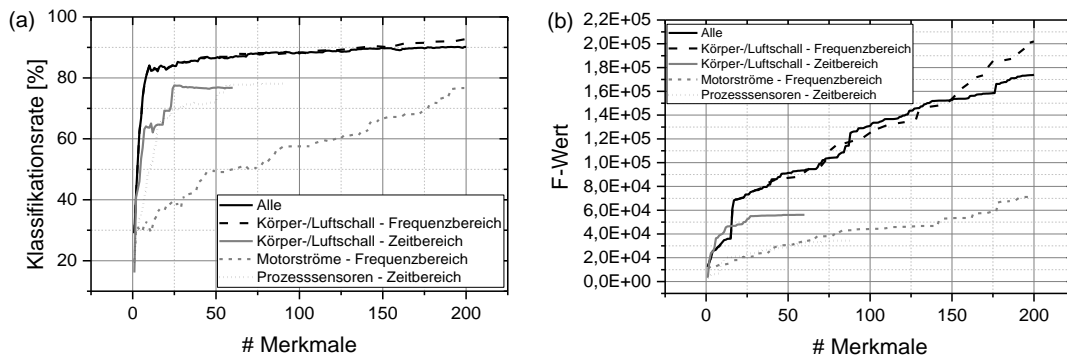 (a)
100
80
60
40
20
Klassifikationsrate [%]
Alle
Körper-/Luftschall - Frequenzbereich
Körper-/Luftschall - Zeitbereich
Motorströme - Frequenzbereich
Prozesssensoren - Zeitbereich
0
50
100
150
200
# Merkmale
(b)
2,2E+05
2,0E+05
1,8E+05
1,6E+05
1,4E+05
1,2E+05
1,0E+05
8,0E+04
6,0E+04
4,0E+04
2,0E+04
0,0E+00
F-Wert
Alle
Körper-/Luftschall - Frequenzbereich
Körper-/Luftschall - Zeitbereich
Motorströme - Frequenzbereich
Prozesssensoren - Zeitbereich
0
50
100
150
200
# Merkmale